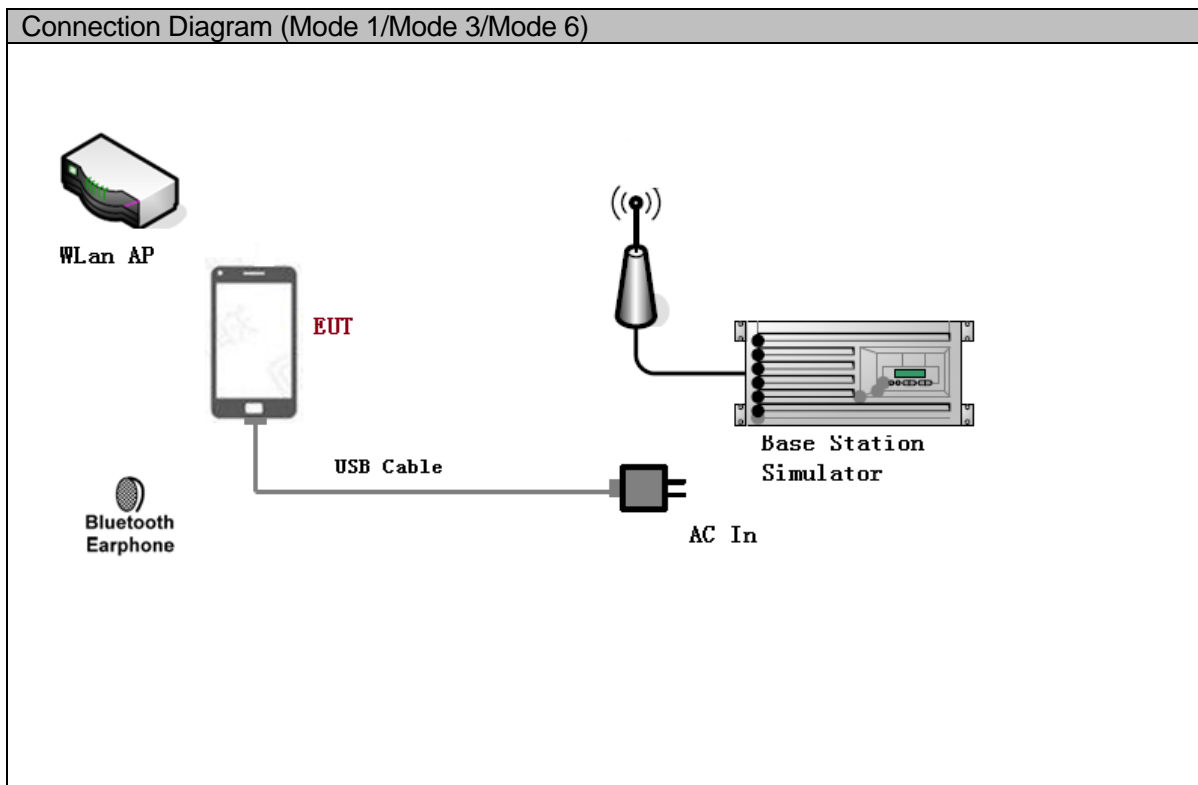 Connection Diagram (Mode 1/Mode 3/Mode 6)
WLan AP
EUT
Base Station
Simulator
USB Cable
Bluetooth
Earphone
AC In